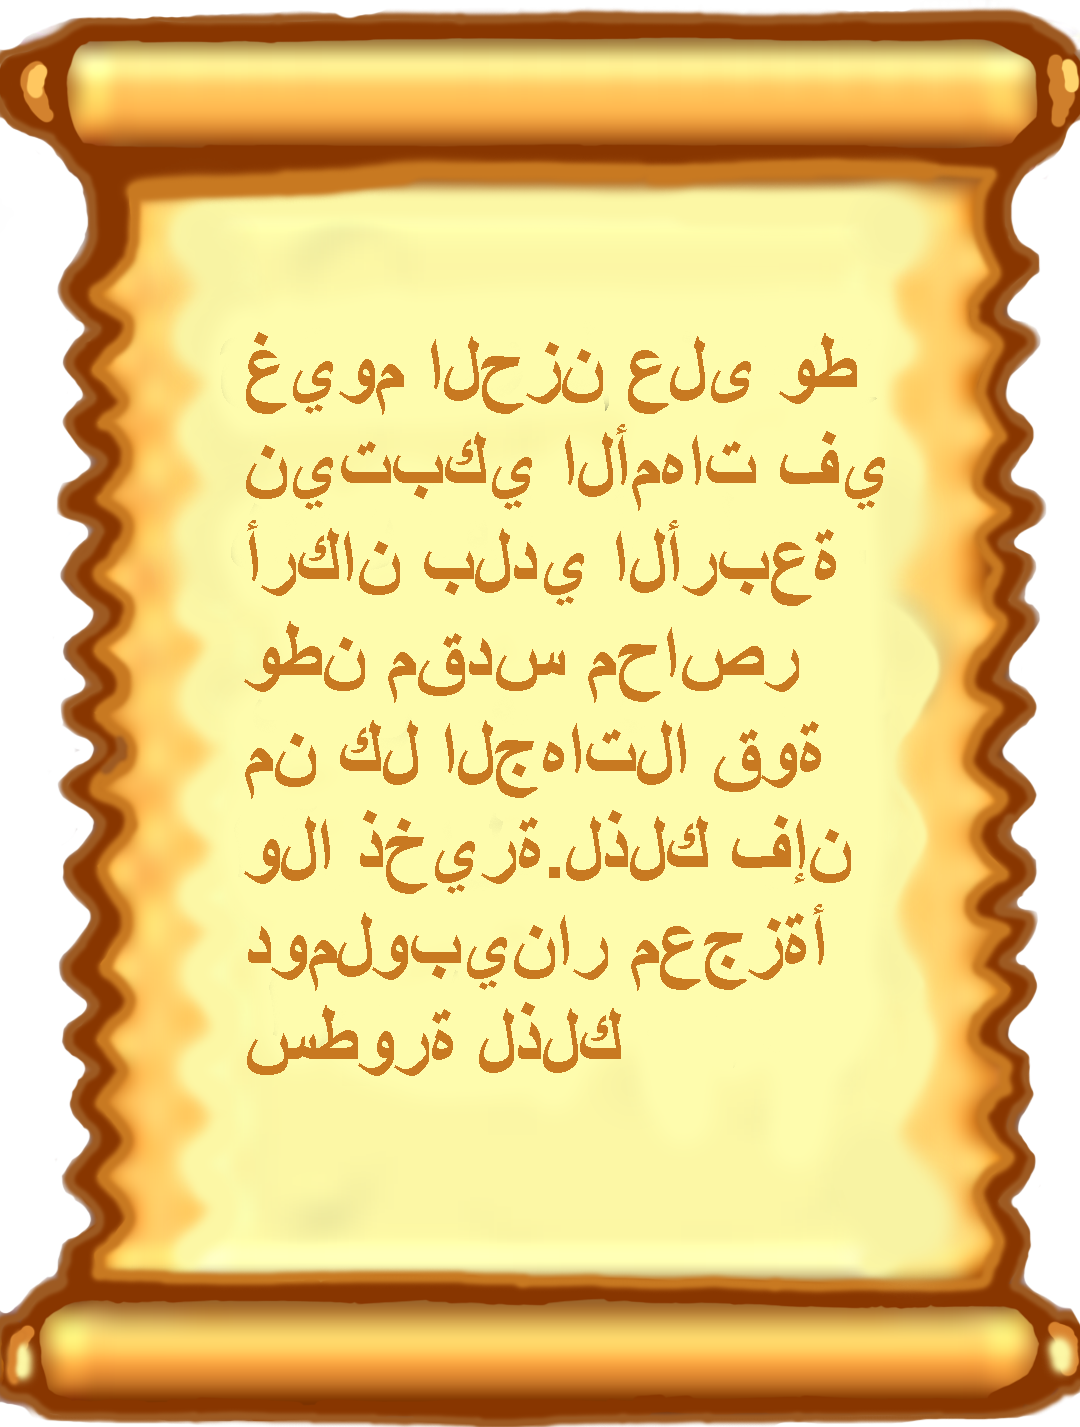 غيوم الحزن على وط
نيتبكي الأمهات في
أركان بلدي الأربعة
وطن مقدس محاصر
من كل الجهاتلا قوة
ولا ذخيرة.لذلك فإن
دوملوبينار معجزةأ
سطورة لذلك